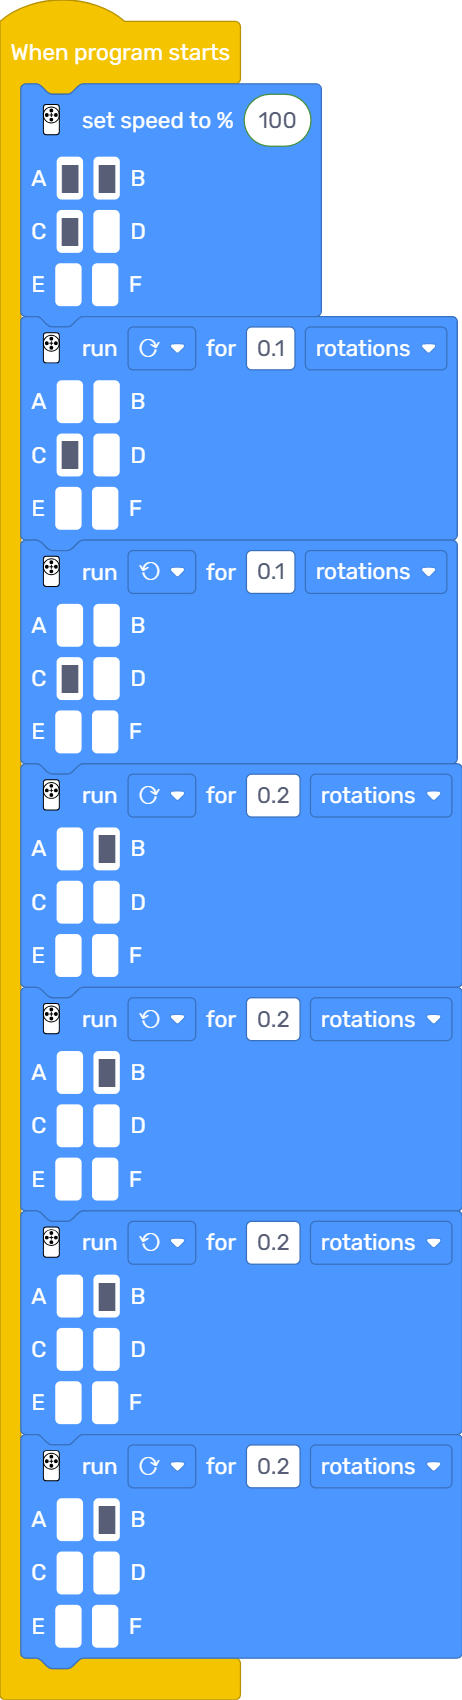 When program starts
set speed to % 100
A B
C D
E F
run for 0.1 rotations
A B
C D
E F
run for 0.1 rotations
A B
C D
E F
run for 0.2 rotations
A B
C D
E F
run for 0.2 rotations
A B
C D
E F
run for 0.2 rotations
A B
C D
E F
run for 0.2 rotations
A B
C D
E F